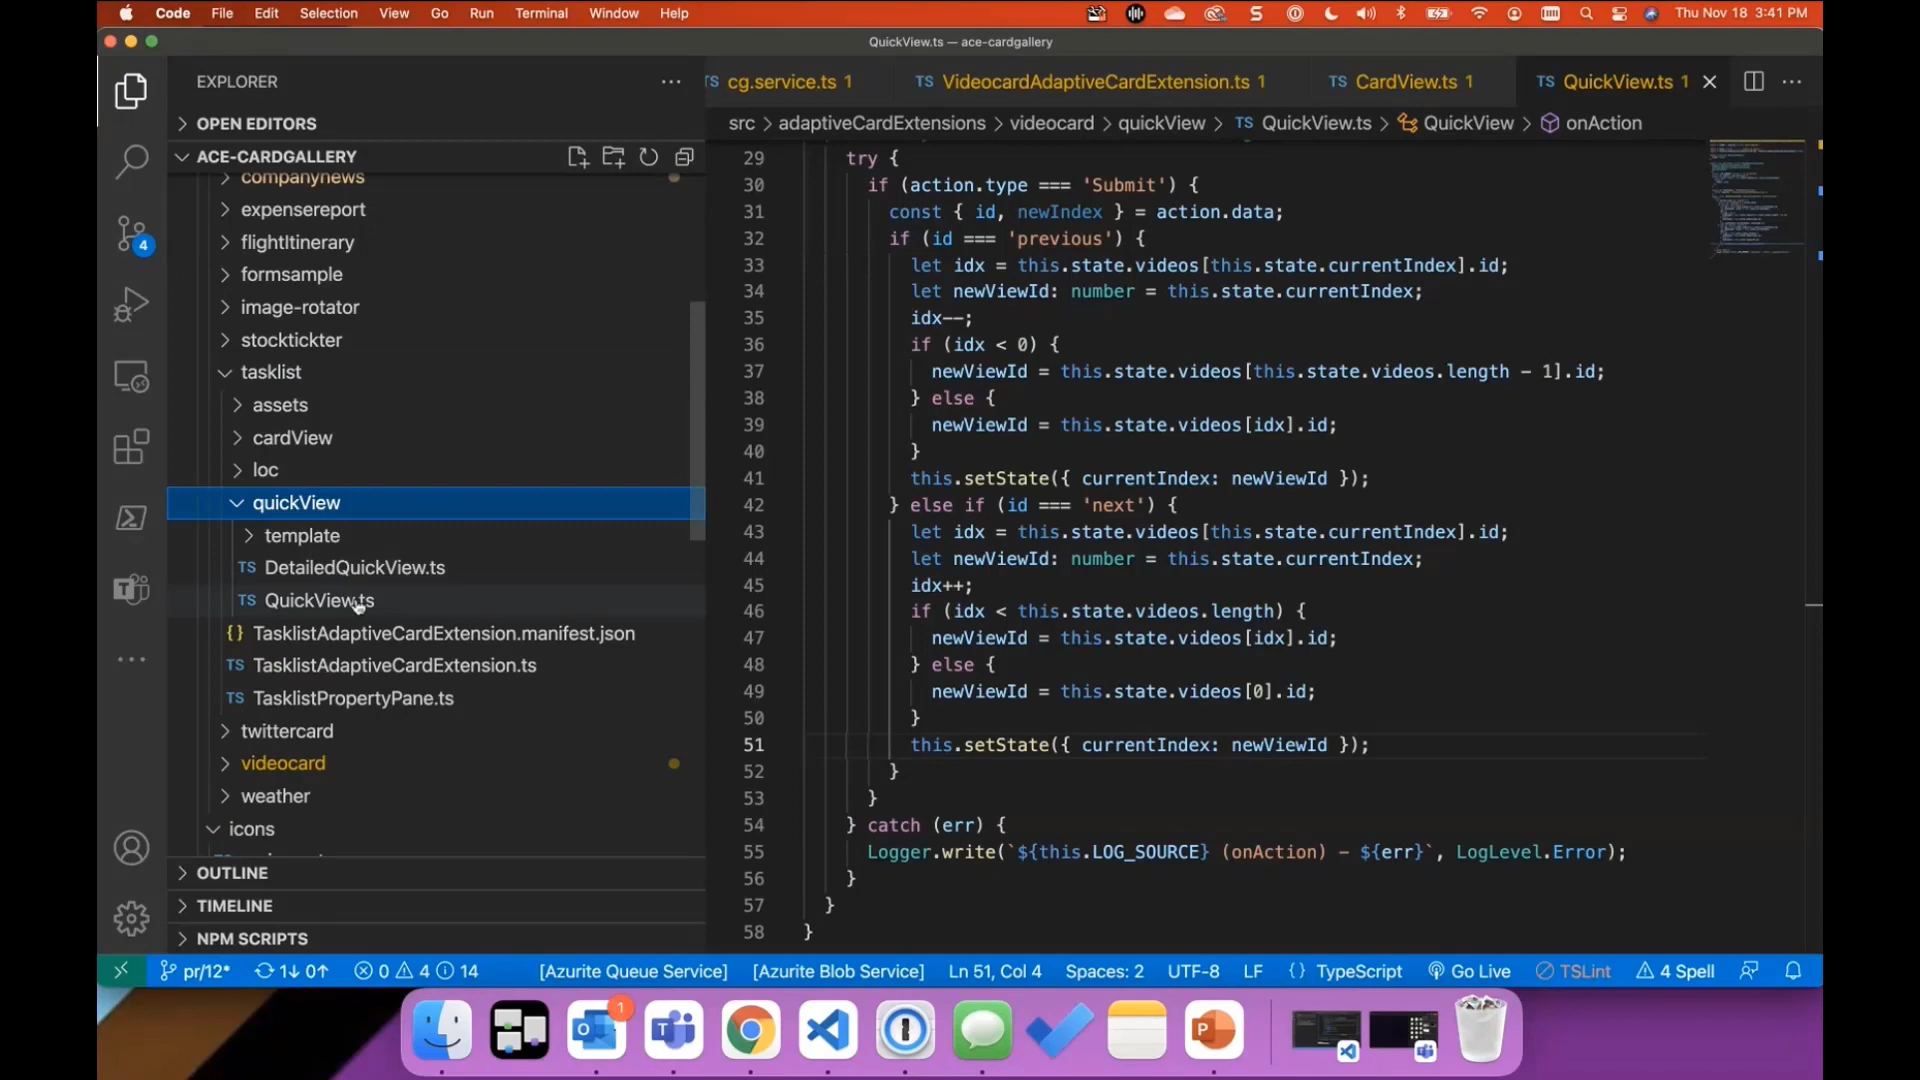 Code File Edit Selection View Go Run Terminal Window Help Thu Nov 18 3:41 PM
QuickView.ts — ace-cardgallery
EXPLORER
OPEN EDITORS
ACE-CARDGALLERY
companynews
expensereport
flightItinerary
formsample
image-rotator
stocktickter
tasklist
assets
cardView
loc
quickView
template
TS DetailedQuickView.ts
TS QuickView.ts
{} TasklistAdaptiveCardExtension.manifest.json
TS TasklistAdaptiveCardExtension.ts
TS TasklistPropertyPane.ts
twittercard
videocard
weather
icons
OUTLINE
TIMELINE
NPM SCRIPTS
4
TS cg.service.ts 1 TS VideocardAdaptiveCardExtension.ts 1 TS CardView.ts 1 TS QuickView.ts 1
src > adaptiveCardExtensions > videocard > quickView > TS QuickView.ts > QuickView > onAction
29 try {
30 if (action.type === 'Submit') {
31 const { id, newIndex } = action.data;
32 if (id === 'previous') {
33 let idx = this.state.videos[this.state.currentIndex].id;
34 let newViewId: number = this.state.currentIndex;
35 idx--;
36 if (idx < 0) {
37 newViewId = this.state.videos[this.state.videos.length - 1].id;
38 } else {
39 newViewId = this.state.videos[idx].id;
40 }
41 this.setState({ currentIndex: newViewId });
42 } else if (id === 'next') {
43 let idx = this.state.videos[this.state.currentIndex].id;
44 let newViewId: number = this.state.currentIndex;
45 idx++;
46 if (idx < this.state.videos.length) {
47 newViewId = this.state.videos[idx].id;
48 } else {
49 newViewId = this.state.videos[0].id;
50 }
51 this.setState({ currentIndex: newViewId });
52 }
53 }
54 } catch (err) {
55 Logger.write(`${this.LOG_SOURCE} (onAction) - ${err}`, LogLevel.Error);
56 }
57 }
58 }
pr/12* 1↓ 0↑ 0 4 14 [Azurite Queue Service] [Azurite Blob Service] Ln 51, Col 4 Spaces: 2 UTF-8 LF {} TypeScript Go Live TSLint 4 Spell
1